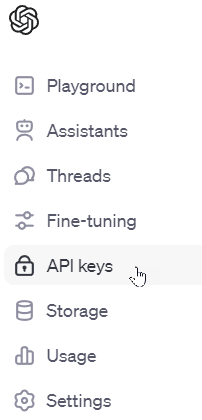 Playground
Assistants
Threads
Fine-tuning
API keys
Storage
Usage
Settings